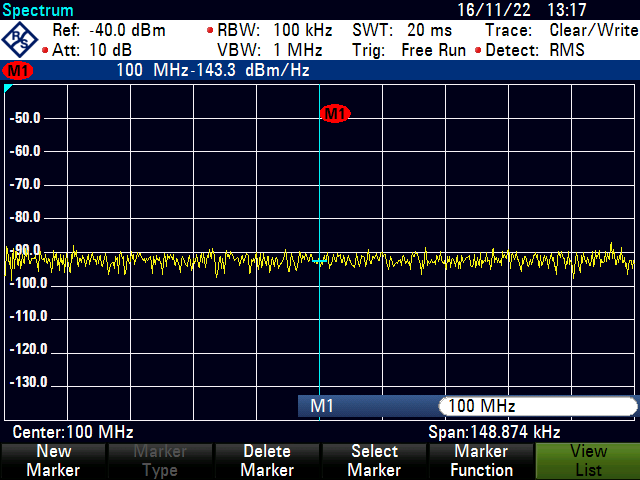 Spectrum 16/11/22 13:17
Ref: -40.0 dBm RBW: 100 kHz SWT: 20 ms Trace: Clear/Write
Att: 10 dB VBW: 1 MHz Trig: Free Run Detect: RMS
M1 100 MHz -143.3 dBm/Hz
M1
-50.0
-60.0
-70.0
-80.0
-90.0
-100.0
-110.0
-120.0
-130.0
M1 100 MHz
Center:100 MHz Span:148.874 kHz
New Marker Delete Select Marker View
Marker Type Marker Marker Function List